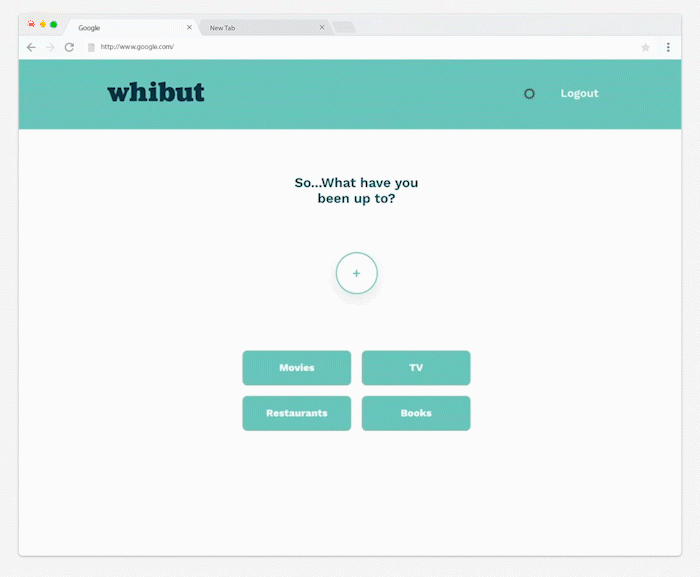 Google
New Tab
http://www.google.com/
whibut
Logout
So...What have you
been up to?
+
Movies
TV
Restaurants
Books